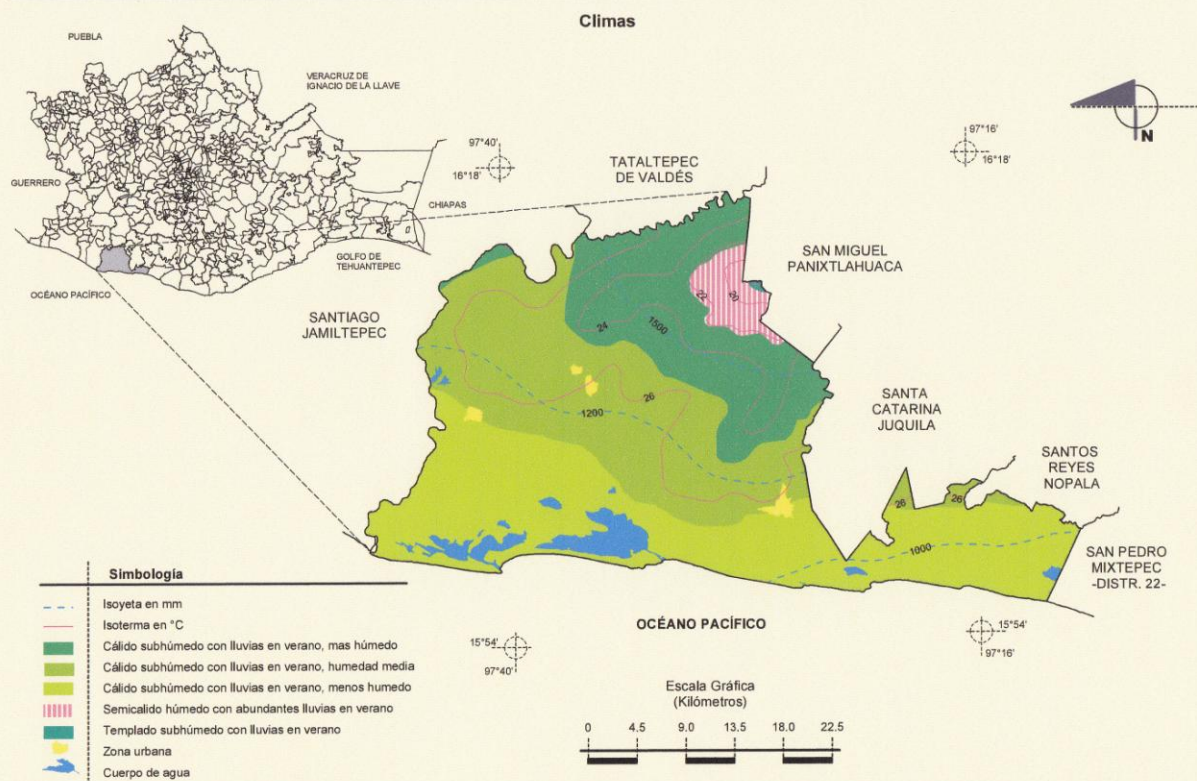 Climas
PUEBLA
VERACRUZ DE
IGNACIO DE LA LLAVE
GUERRERO
CHIAPAS
GOLFO DE
TEHUANTEPEC
OCÉANO PACÍFICO
97°40'
16°18'
97°16'
16°18'
N
TATALTEPEC
DE VALDÉS
SAN MIGUEL
PANIXTLAHUACA
SANTIAGO
JAMILTEPEC
SANTA
CATARINA
JUQUILA
SANTOS
REYES
NOPALA
SAN PEDRO
MIXTEPEC
-DISTR. 22-
22
20
24
1500
26
1200
26
26
1000
OCÉANO PACÍFICO
15°54'
97°40'
15°54'
97°16'
Simbología
Isoyeta en mm
Isoterma en °C
Cálido subhúmedo con lluvias en verano, mas húmedo
Cálido subhúmedo con lluvias en verano, humedad media
Cálido subhúmedo con lluvias en verano, menos humedo
Semicalido húmedo con abundantes lluvias en verano
Templado subhúmedo con lluvias en verano
Zona urbana
Cuerpo de agua
Escala Gráfica
(Kilómetros)
0 4.5 9.0 13.5 18.0 22.5